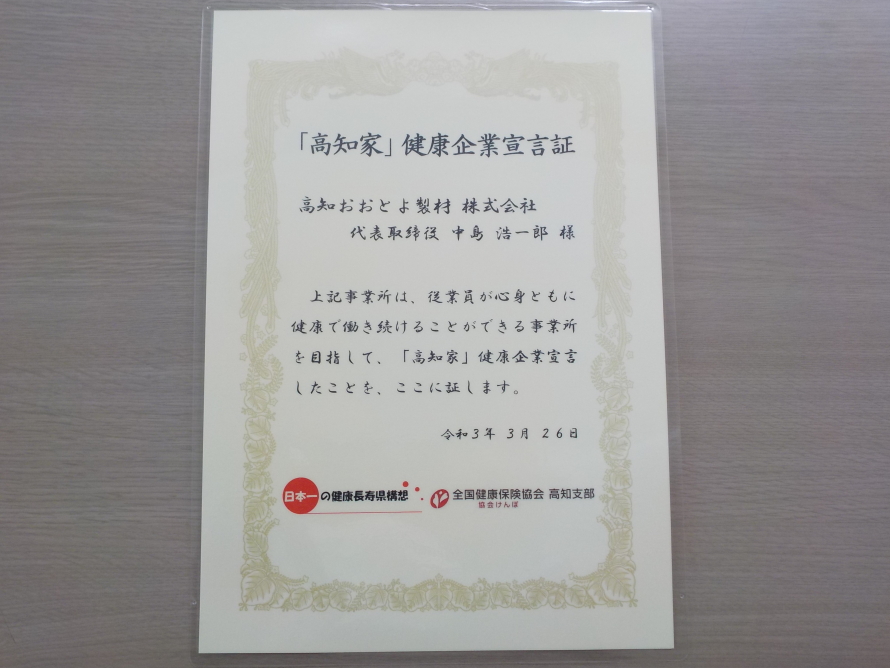 「高知家」健康企業宣言証
高知おおとよ製材 株式会社
代表取締役 中島 浩一郎 様
上記事業所は、従業員が心身ともに
健康で働き続けることができる事業所
を目指して、「高知家」健康企業宣言
したことを、ここに証します。
令和3年 3月 26日
日本一の健康長寿県構想
全国健康保険協会 高知支部
協会けんぽ